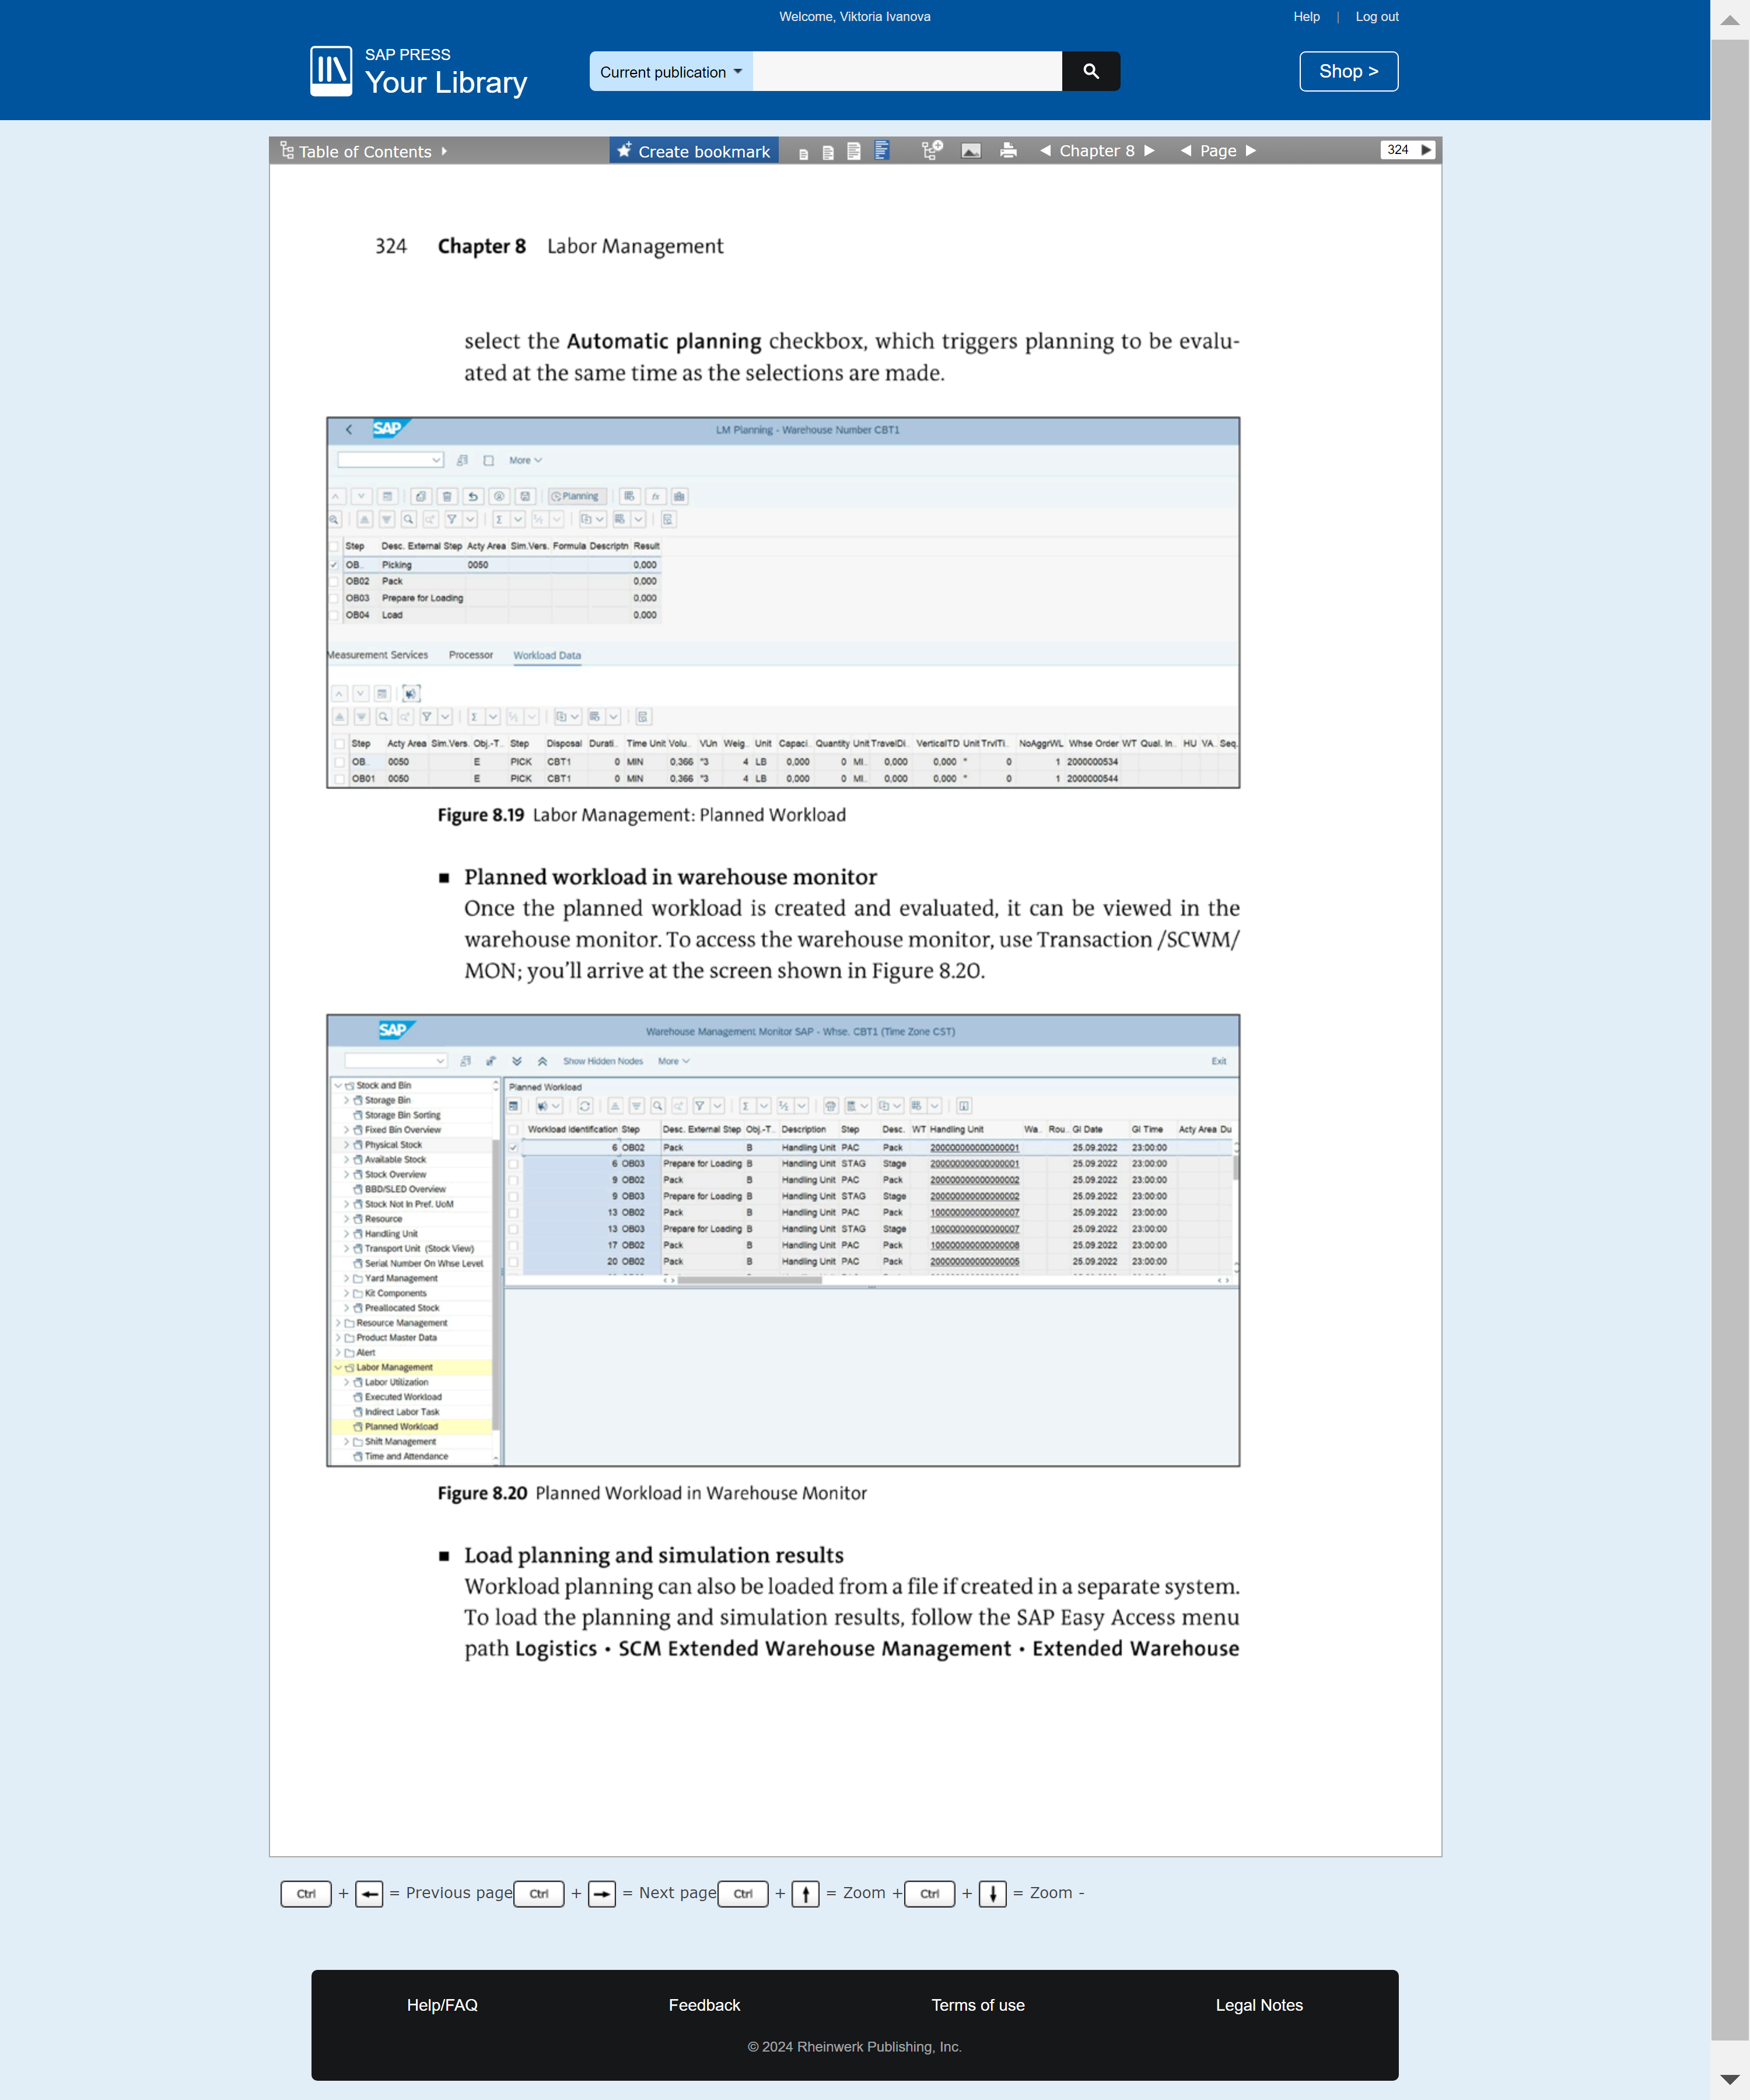 Welcome, Viktoria Ivanova
Help | Log out
SAP PRESS
Your Library
Current publication
Shop >
Table of Contents
Create bookmark
Chapter 8
Page
324
324 Chapter 8 Labor Management
select the Automatic planning checkbox, which triggers planning to be evalu-
ated at the same time as the selections are made.
SAP
LM Planning - Warehouse Number CBT1
More
Planning
Step Desc. External Step Acty Area Sim.Vers. Formula Descriptn Result
OB.. Picking 0050 0,000
OB02 Pack 0,000
OB03 Prepare for Loading 0,000
OB04 Load 0,000
Measurement Services Processor Workload Data
Step Acty Area Sim.Vers. Obj.-T.. Step Disposal Durati.. Time Unit Volu.. VUn Weig.. Unit Capaci.. Quantity Unit TravelDi.. VerticalTD Unit TrvlTi.. NoAggrWL Whse Order WT Qual. In.. HU VA.. Seq.
OB.. 0050 E PICK CBT1 0 MIN 0,366 "3 4 LB 0,000 0 MI.. 0,000 0,000 " 0 1 2000000534
OB01 0050 E PICK CBT1 0 MIN 0,366 "3 4 LB 0,000 0 MI.. 0,000 0,000 " 0 1 2000000544
Figure 8.19 Labor Management: Planned Workload
■ Planned workload in warehouse monitor
Once the planned workload is created and evaluated, it can be viewed in the
warehouse monitor. To access the warehouse monitor, use Transaction /SCWM/
MON; you'll arrive at the screen shown in Figure 8.20.
SAP
Warehouse Management Monitor SAP - Whse. CBT1 (Time Zone CST)
Show Hidden Nodes More Exit
Stock and Bin
Storage Bin
Storage Bin Sorting
Fixed Bin Overview
Physical Stock
Available Stock
Stock Overview
BBD/SLED Overview
Stock Not In Pref. UoM
Resource
Handling Unit
Transport Unit (Stock View)
Serial Number On Whse Level
Yard Management
Kit Components
Preallocated Stock
Resource Management
Product Master Data
Alert
Labor Management
Labor Utilization
Executed Workload
Indirect Labor Task
Planned Workload
Shift Management
Time and Attendance
Planned Workload
Workload Identification Step Desc. External Step Obj.-T.. Description Step Desc. WT Handling Unit Wa.. Rou.. GI Date GI Time Acty Area Du
6 OB02 Pack B Handling Unit PAC Pack 200000000000000001 25.09.2022 23:00:00
6 OB03 Prepare for Loading B Handling Unit STAG Stage 200000000000000001 25.09.2022 23:00:00
9 OB02 Pack B Handling Unit PAC Pack 200000000000000002 25.09.2022 23:00:00
9 OB03 Prepare for Loading B Handling Unit STAG Stage 200000000000000002 25.09.2022 23:00:00
13 OB02 Pack B Handling Unit PAC Pack 100000000000000007 25.09.2022 23:00:00
13 OB03 Prepare for Loading B Handling Unit STAG Stage 100000000000000007 25.09.2022 23:00:00
17 OB02 Pack B Handling Unit PAC Pack 100000000000000008 25.09.2022 23:00:00
20 OB02 Pack B Handling Unit PAC Pack 200000000000000005 25.09.2022 23:00:00
Figure 8.20 Planned Workload in Warehouse Monitor
■ Load planning and simulation results
Workload planning can also be loaded from a file if created in a separate system.
To load the planning and simulation results, follow the SAP Easy Access menu
path Logistics • SCM Extended Warehouse Management • Extended Warehouse
Ctrl + ← = Previous page Ctrl + → = Next page Ctrl + ↑ = Zoom + Ctrl + ↓ = Zoom -
Help/FAQ Feedback Terms of use Legal Notes
© 2024 Rheinwerk Publishing, Inc.